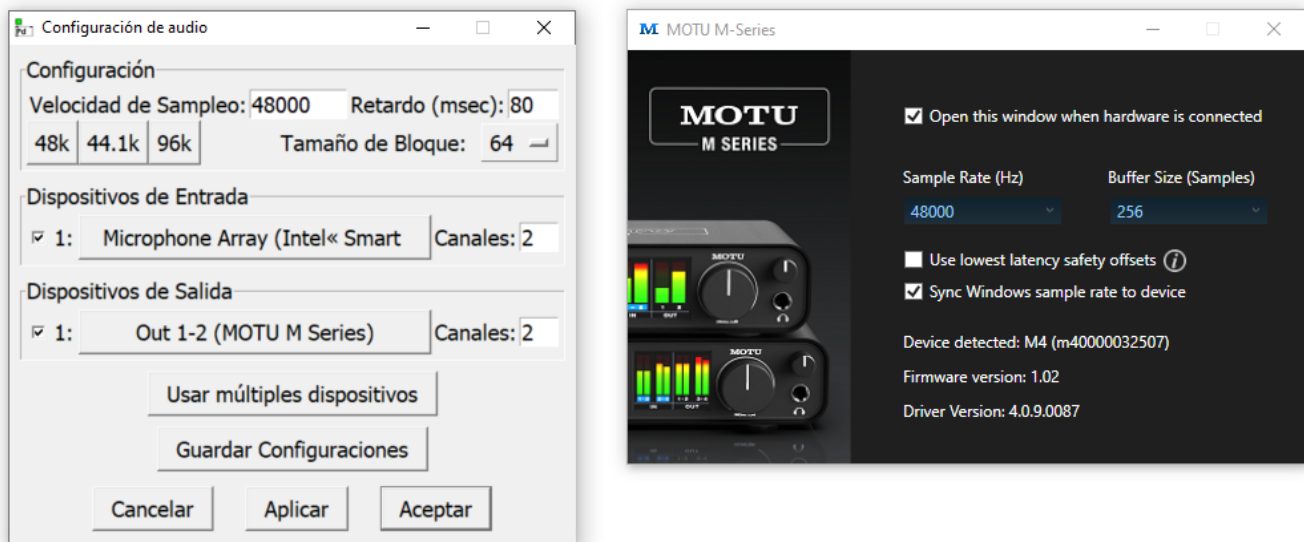 Configuración de audio
Configuración
Velocidad de Sampleo: 48000 Retardo (msec): 80
48k 44.1k 96k Tamaño de Bloque: 64
Dispositivos de Entrada
1: Microphone Array (Intel« Smart Canales: 2
Dispositivos de Salida
1: Out 1-2 (MOTU M Series) Canales: 2
Usar múltiples dispositivos
Guardar Configuraciones
Cancelar Aplicar Aceptar
M MOTU M-Series
MOTU
M SERIES
Open this window when hardware is connected
Sample Rate (Hz) Buffer Size (Samples)
48000 256
Use lowest latency safety offsets i
Sync Windows sample rate to device
Device detected: M4 (m40000032507)
Firmware version: 1.02
Driver Version: 4.0.9.0087
MOTU
IN OUT
MOTU
IN OUT